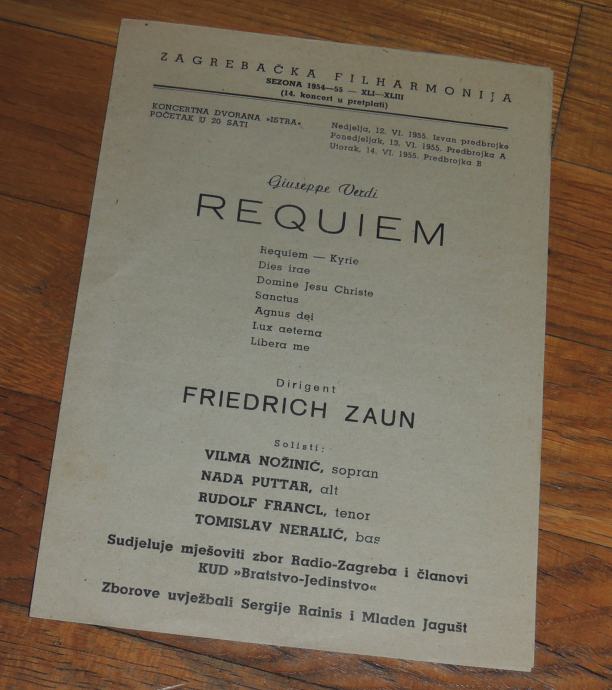 ZAGREBAČKA FILHARMONIJA
SEZONA 1954—55 — XLI—XLIII
(14. koncert u pretplati)
KONCERTNA DVORANA »ISTRA«
POČETAK U 20 SATI
Nedjelja, 12. VI. 1955. Izvan predbrojke
Ponedjeljak, 13. VI. 1955. Predbrojka A
Utorak, 14. VI. 1955. Predbrojka B
Giuseppe Verdi
REQUIEM
Requiem — Kyrie
Dies irae
Domine Jesu Christe
Sanctus
Agnus dei
Lux aeterna
Libera me
Dirigent
FRIEDRICH ZAUN
Solisti:
VILMA NOŽINIĆ, sopran
NADA PUTTAR, alt
RUDOLF FRANCL, tenor
TOMISLAV NERALIĆ, bas
Sudjeluje mješoviti zbor Radio-Zagreba i članovi
KUD »Bratstvo-Jedinstvo«
Zborove uvježbali Sergije Rainis i Mladen Jagušt